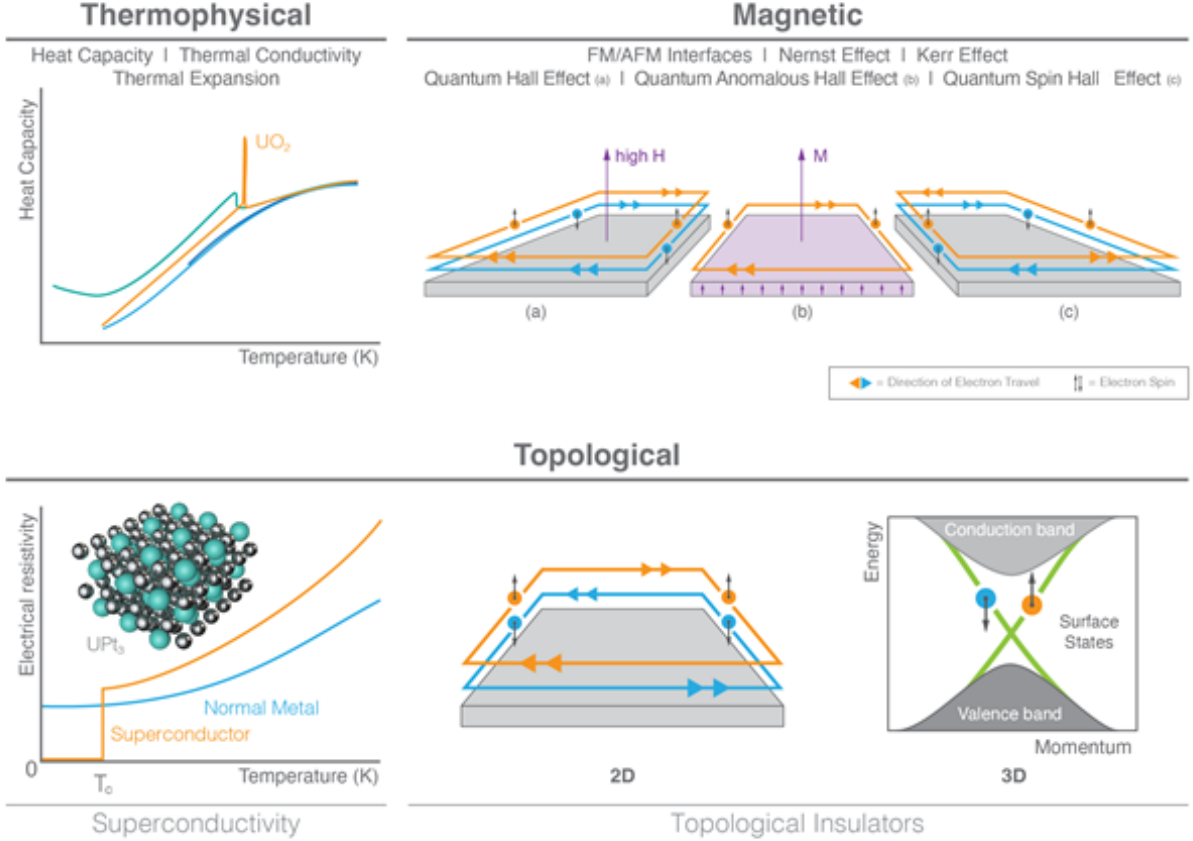 Thermophysical
Heat Capacity I Thermal Conductivity
Thermal Expansion
Heat Capacity
UO₂
Temperature (K)
Magnetic
FM/AFM Interfaces I Nernst Effect I Kerr Effect
Quantum Hall Effect (a) I Quantum Anomalous Hall Effect (b) I Quantum Spin Hall Effect (c)
high H
M
(a)
(b)
(c)
= Direction of Electron Travel
= Electron Spin
Topological
Electrical resistivity
UPt₃
Normal Metal
Superconductor
0
T꜀
Temperature (K)
Superconductivity
2D
Energy
Conduction band
Surface
States
Valence band
Momentum
3D
Topological Insulators